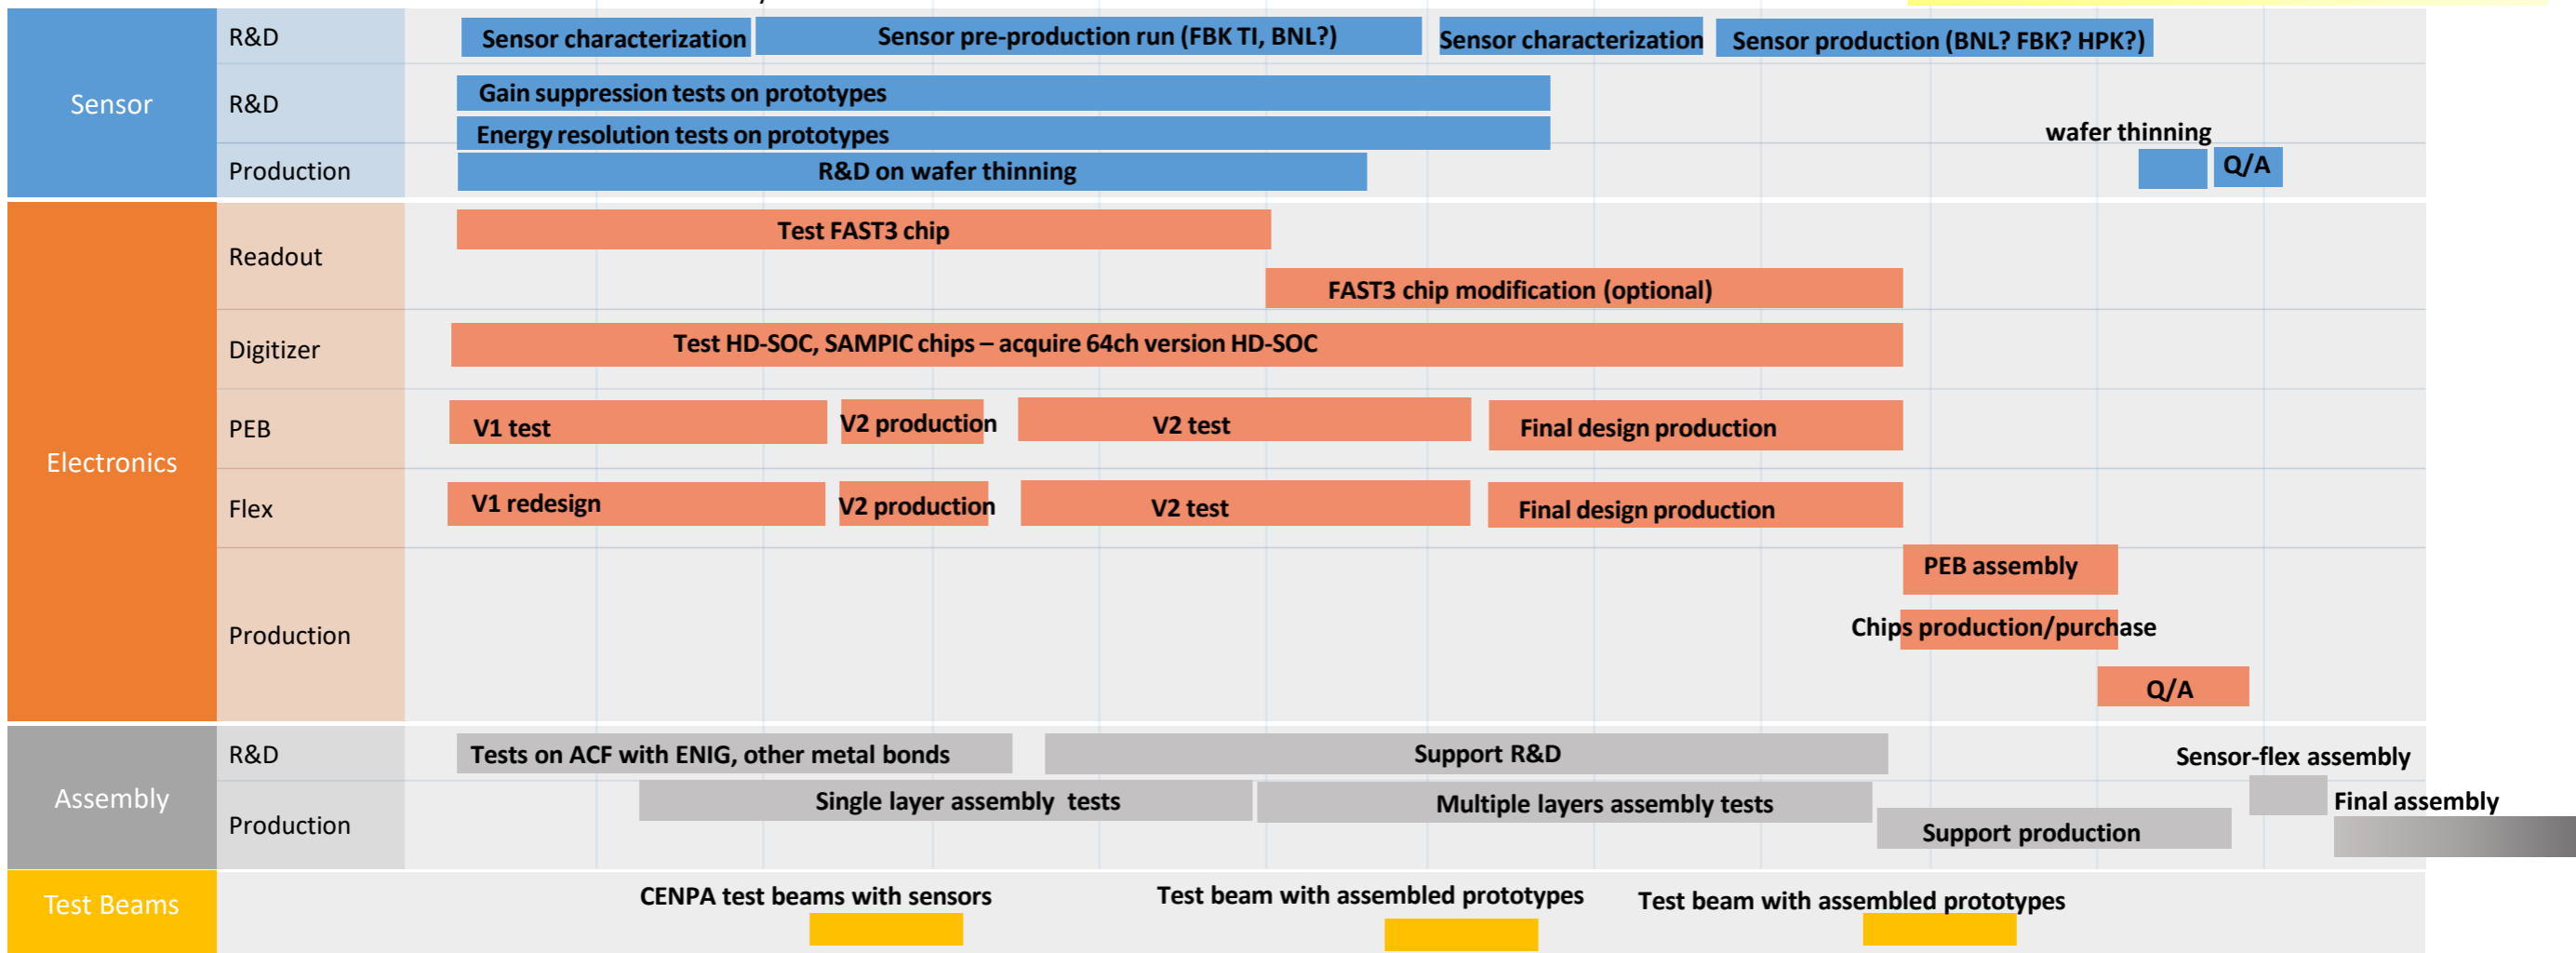 Sensor
R&D
Sensor characterization
Sensor pre-production run (FBK TI, BNL?)
Sensor characterization
Sensor production (BNL? FBK? HPK?)
R&D
Gain suppression tests on prototypes
Energy resolution tests on prototypes
wafer thinning
Production
R&D on wafer thinning
Q/A
Electronics
Readout
Test FAST3 chip
FAST3 chip modification (optional)
Digitizer
Test HD-SOC, SAMPIC chips – acquire 64ch version HD-SOC
PEB
V1 test
V2 production
V2 test
Final design production
Flex
V1 redesign
V2 production
V2 test
Final design production
Production
PEB assembly
Chips production/purchase
Q/A
Assembly
R&D
Tests on ACF with ENIG, other metal bonds
Support R&D
Sensor-flex assembly
Production
Single layer assembly  tests
Multiple layers assembly tests
Final assembly
Support production
Test Beams
CENPA test beams with sensors
Test beam with assembled prototypes
Test beam with assembled prototypes